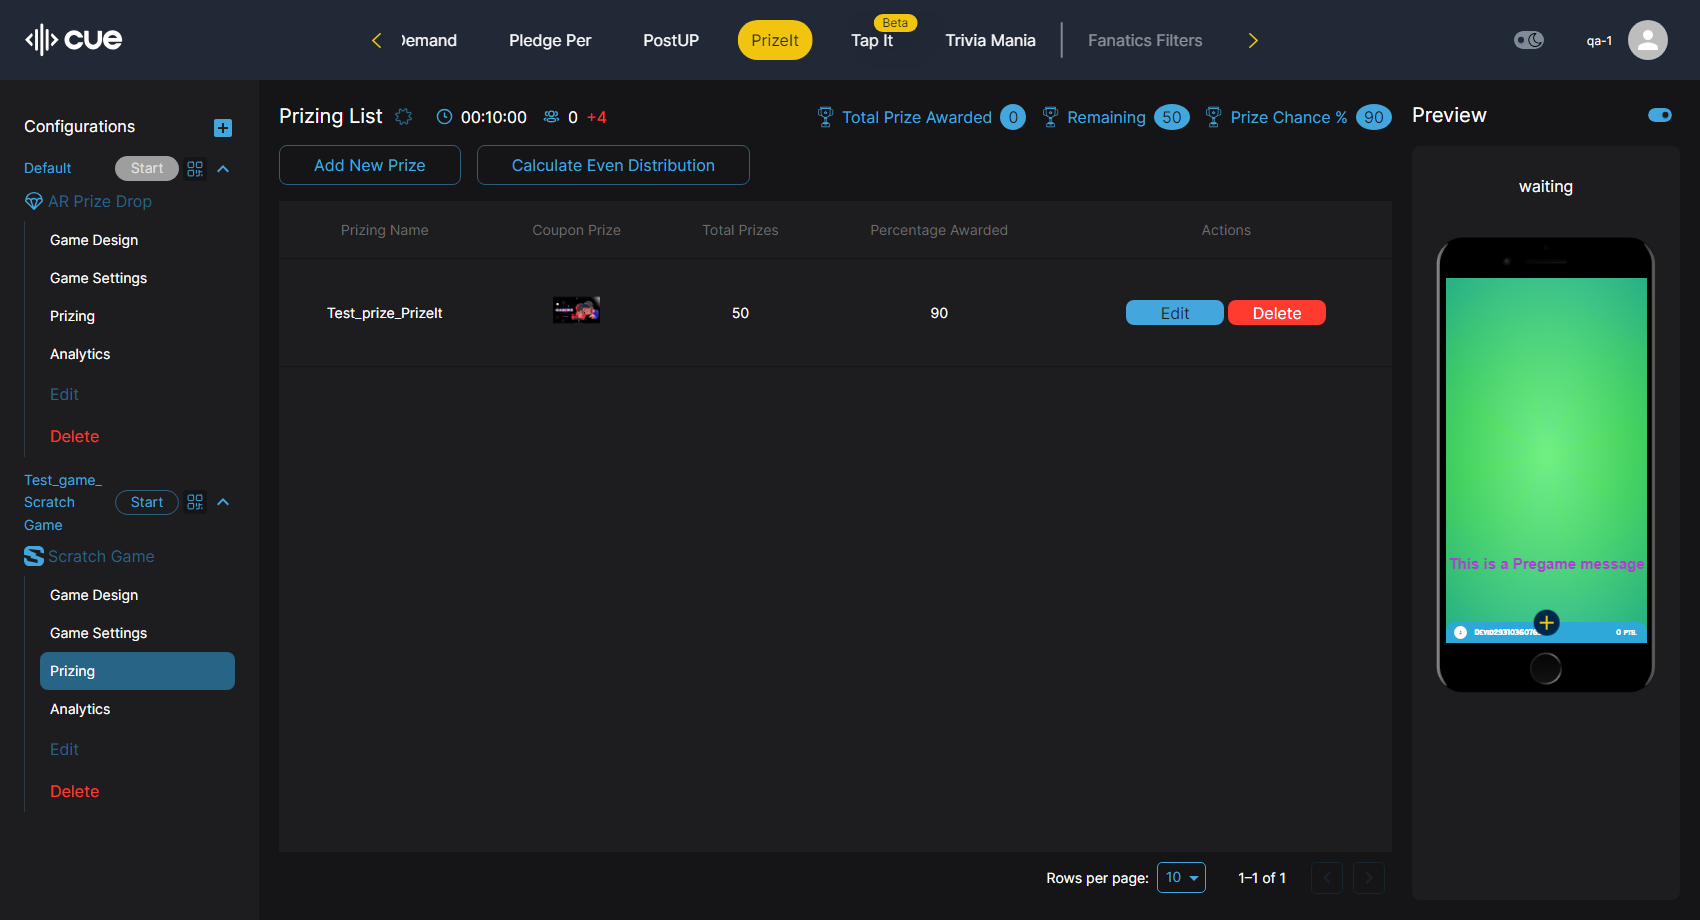 cue
Demand
Pledge Per
PostUP
PrizeIt
Beta
Tap It
Trivia Mania
Fanatics Filters
qa-1
Configurations
Default
Start
AR Prize Drop
Game Design
Game Settings
Prizing
Analytics
Edit
Delete
Test_game_
Scratch
Game
Start
Scratch Game
Game Design
Game Settings
Prizing
Analytics
Edit
Delete
Prizing List
00:10:00
0 +4
Total Prize Awarded 0
Remaining 50
Prize Chance % 90
Add New Prize
Calculate Even Distribution
Prizing Name
Coupon Prize
Total Prizes
Percentage Awarded
Actions
Test_prize_PrizeIt
50
90
Edit
Delete
Rows per page: 10
1–1 of 1
Preview
waiting
This is a Pregame message
0 PTS.